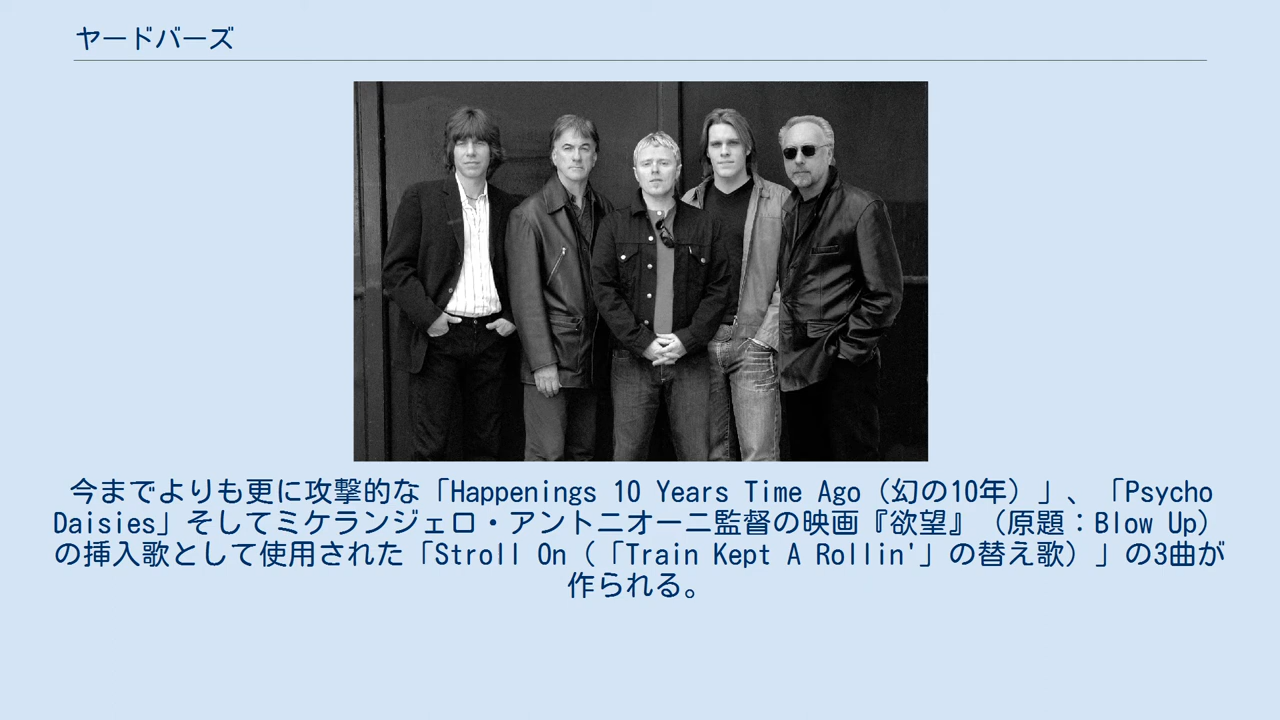 ヤードバーズ
今までよりも更に攻撃的な「Happenings 10 Years Time Ago（幻の10年）」、「Psycho
Daisies」そしてミケランジェロ・アントニオーニ監督の映画『欲望』（原題：Blow Up）
の挿入歌として使用された「Stroll On（「Train Kept A Rollin'」の替え歌）」の3曲が
作られる。